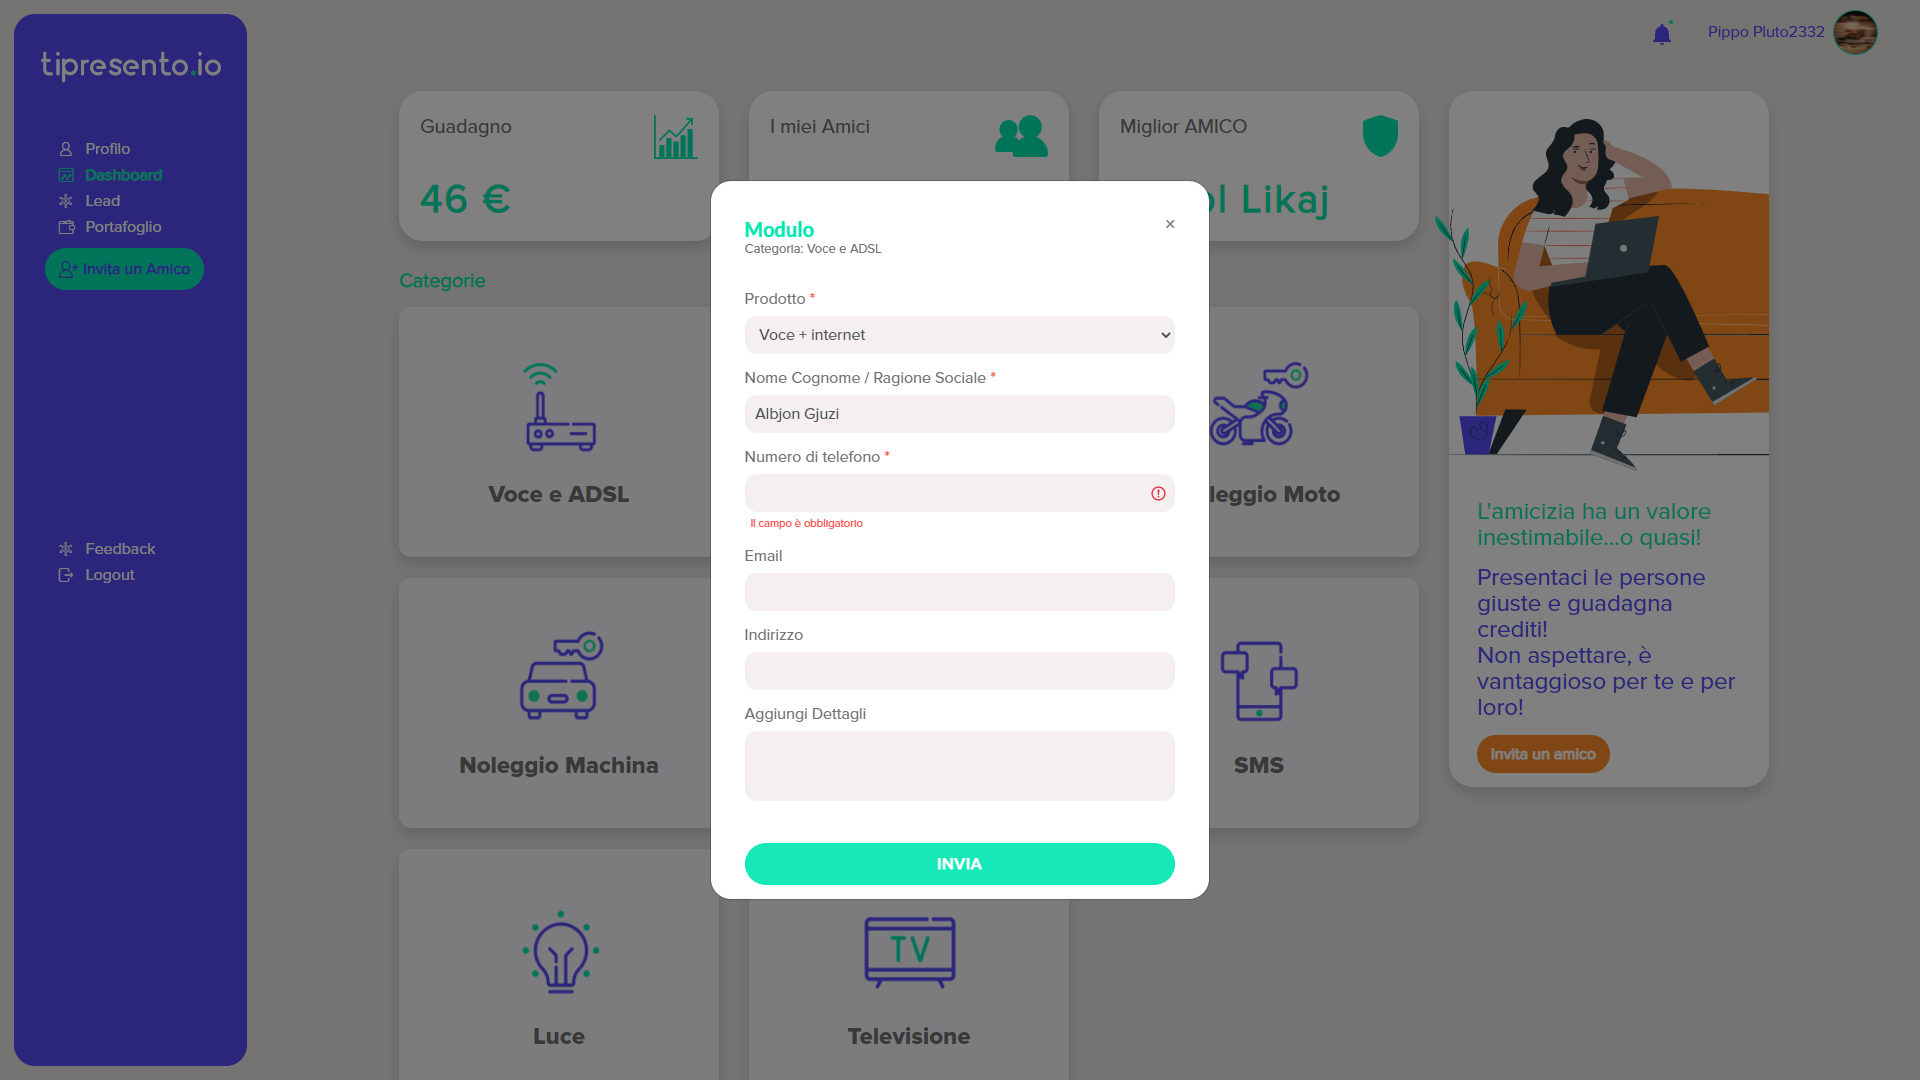 tipresento.io
Profilo
Dashboard
Lead
Portafoglio
Invita un Amico
Feedback
Logout
Pippo Pluto2332
Guadagno
46 €
I miei Amici
Miglior AMICO
ol Likaj
Categorie
Voce e ADSL
leggio Moto
Noleggio Machina
SMS
Luce
TV
Televisione
Modulo
×
Categoria: Voce e ADSL
Prodotto *
Voce + internet
Nome Cognome / Ragione Sociale *
Albjon Gjuzi
Numero di telefono *
Il campo è obbligatorio
Email
Indirizzo
Aggiungi Dettagli
INVIA
L'amicizia ha un valore
inestimabile...o quasi!
Presentaci le persone
giuste e guadagna
crediti!
Non aspettare, è
vantaggioso per te e per
loro!
Invita un amico